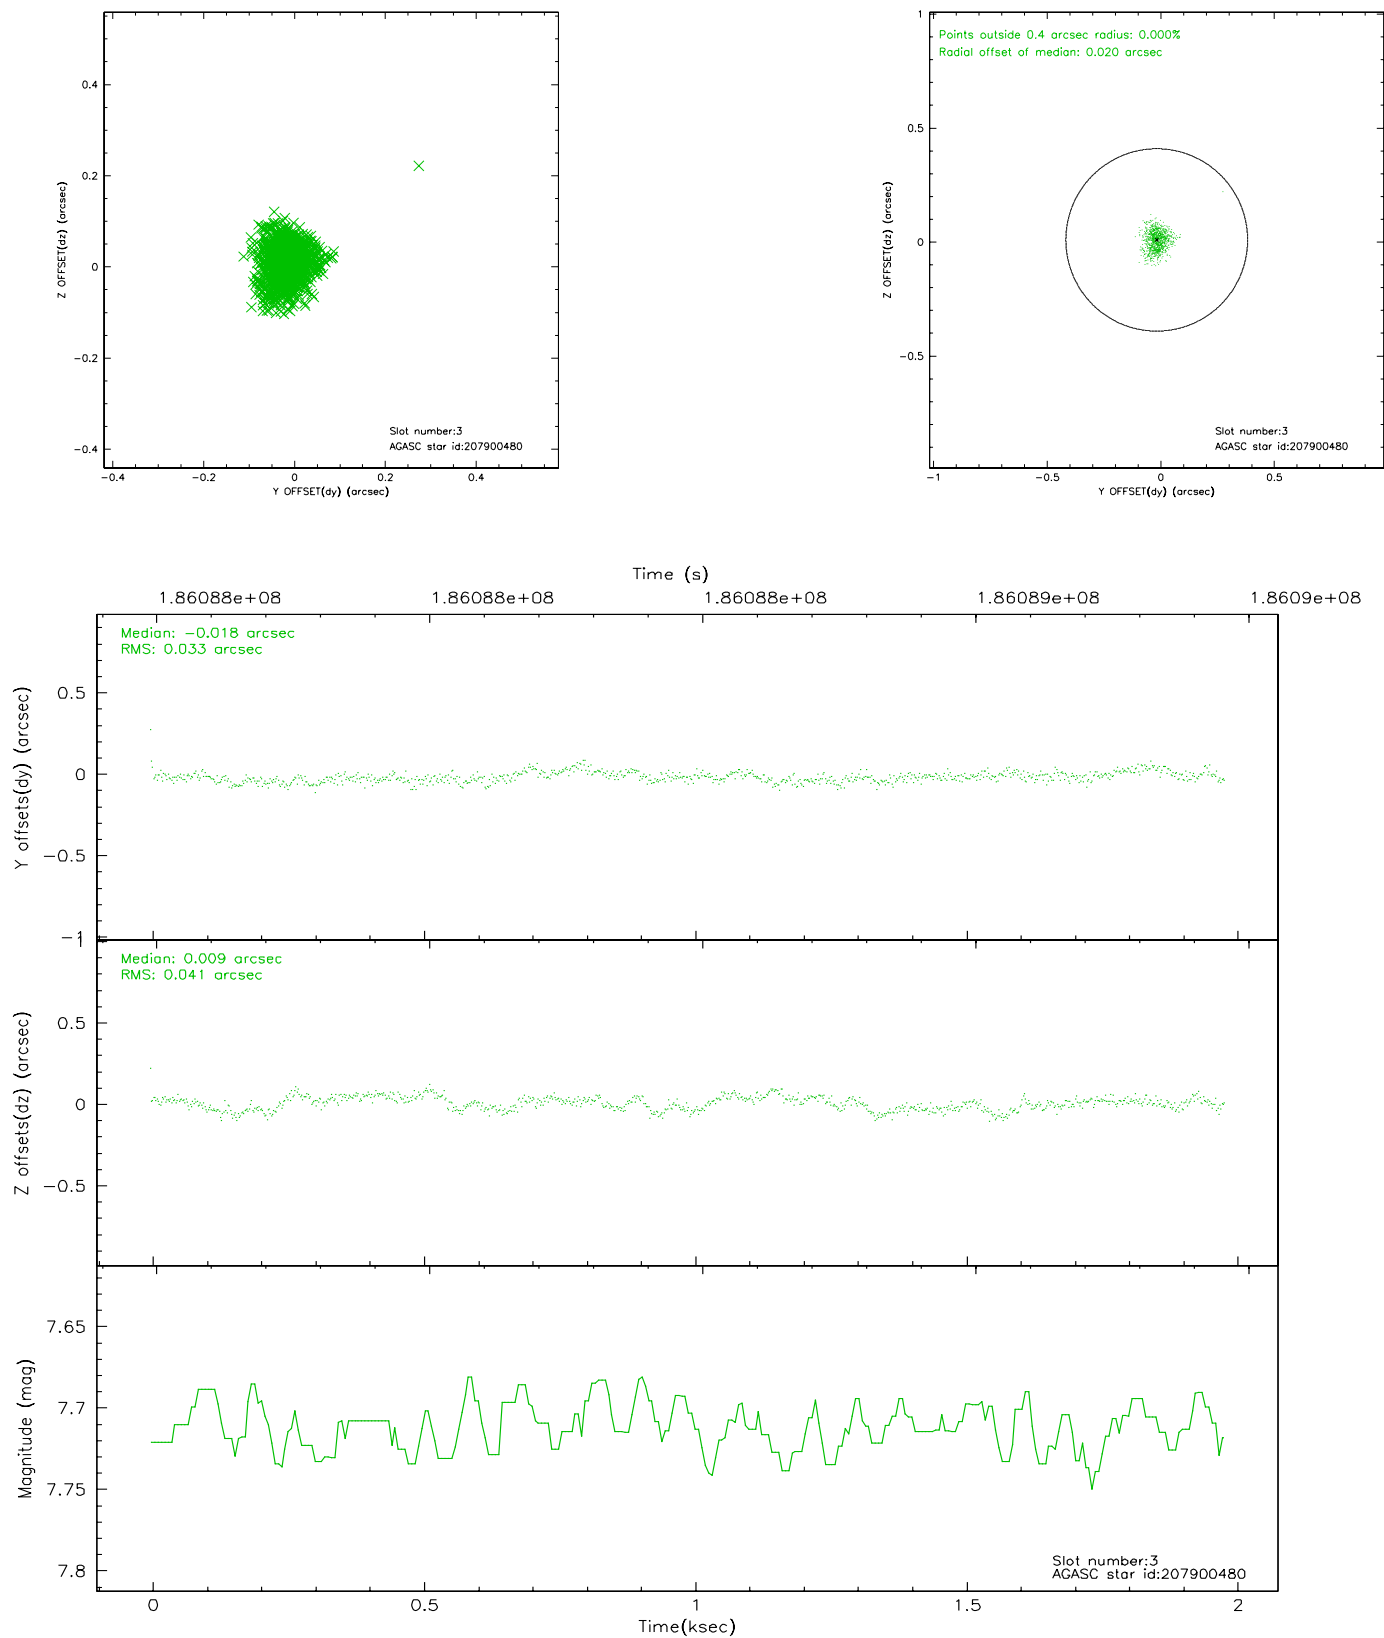 0.4
0.2
0
−0.2
−0.4
Z OFFSET(dz) (arcsec)
Slot number:3
AGASC star id:207900480
−0.4
−0.2
0
0.2
0.4
Y OFFSET(dy) (arcsec)
Points outside 0.4 arcsec radius: 0.000%
Radial offset of median: 0.020 arcsec
1
0.5
0
−0.5
−1
Z OFFSET(dz) (arcsec)
Slot number:3
AGASC star id:207900480
−1
−0.5
0
0.5
Y OFFSET(dy) (arcsec)
Time (s)
1.86088e+08
1.86088e+08
1.86088e+08
1.86089e+08
1.8609e+08
Median: −0.018 arcsec
RMS: 0.033 arcsec
0.5
0
−0.5
−1
Y offsets(dy) (arcsec)
Median: 0.009 arcsec
RMS: 0.041 arcsec
0.5
0
−0.5
Z offsets(dz) (arcsec)
7.65
7.7
7.75
7.8
Magnitude (mag)
Slot number:3
AGASC star id:207900480
0
0.5
1
1.5
2
Time(ksec)